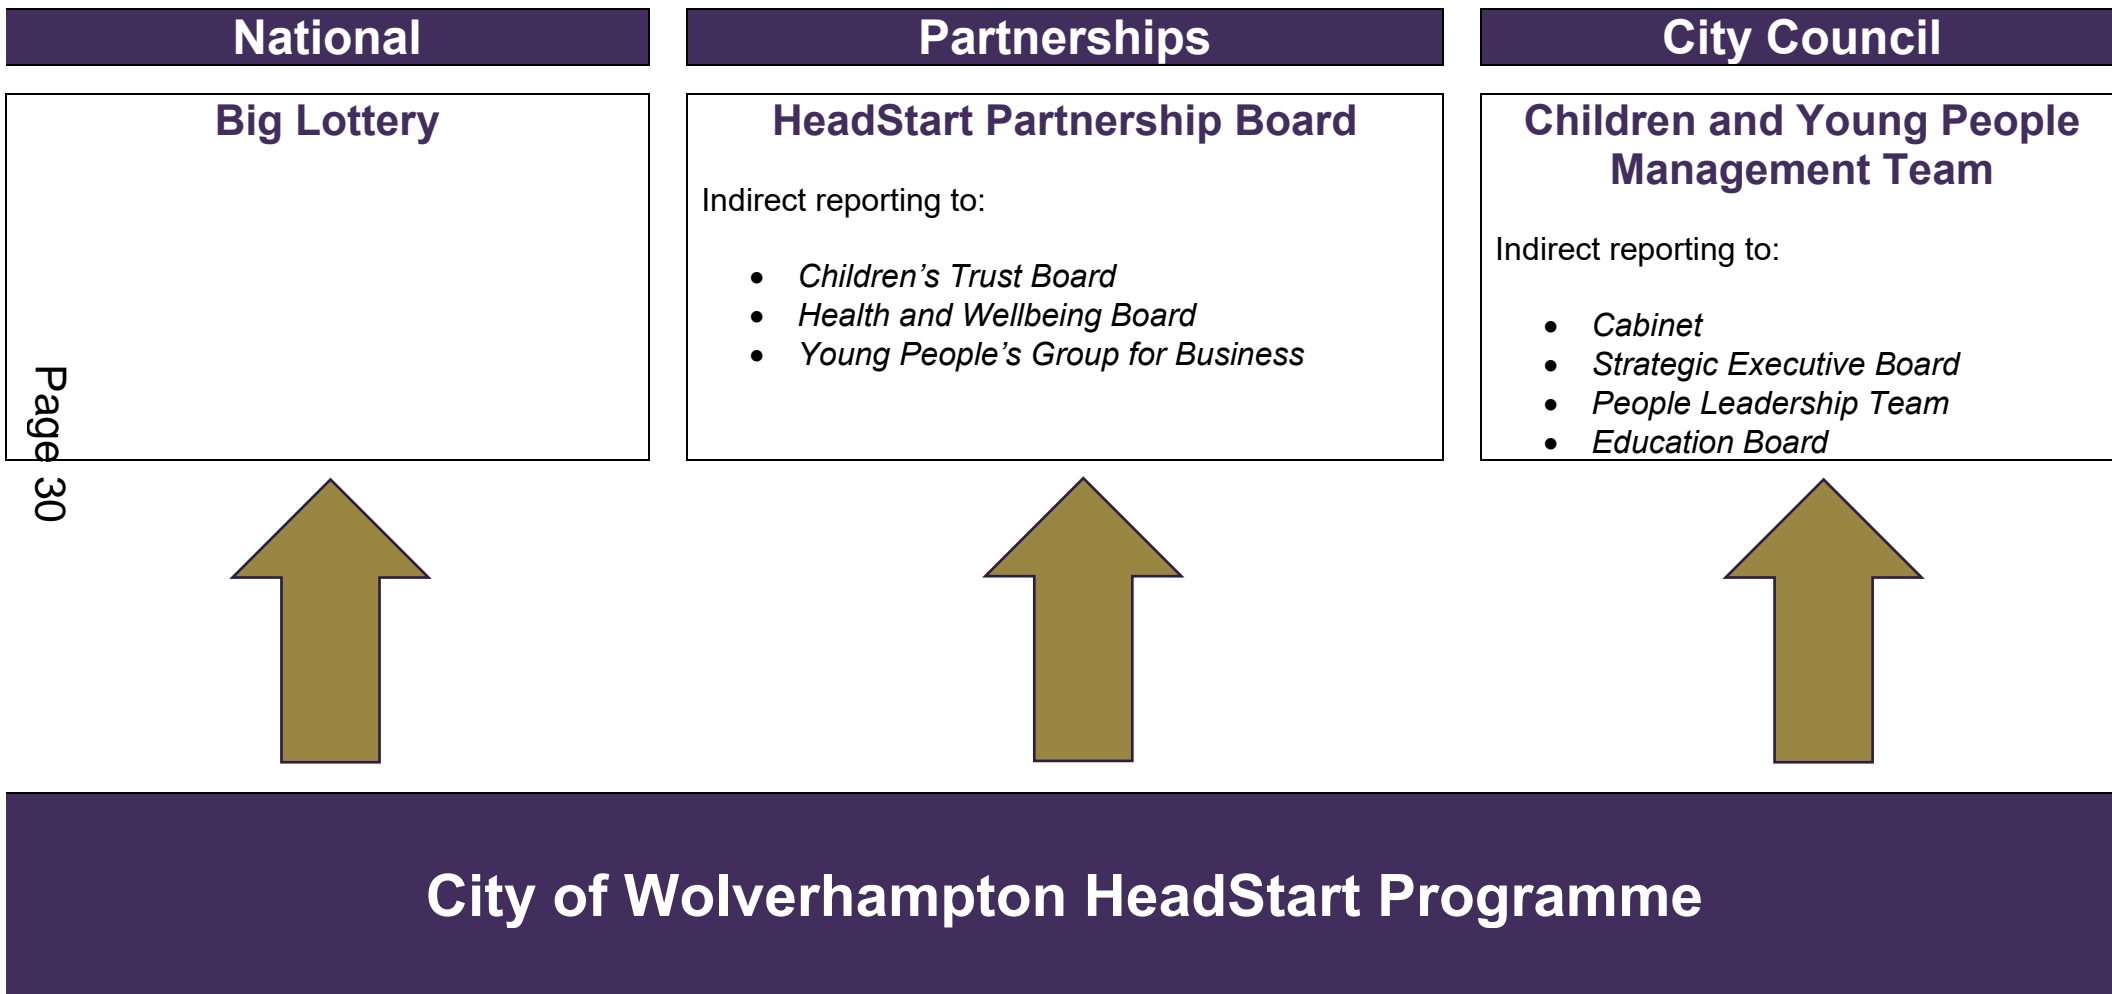 National
Big Lottery
Partnerships
HeadStart Partnership Board
Indirect reporting to:
• Children’s Trust Board
• Health and Wellbeing Board
• Young People’s Group for Business
City Council
Children and Young People
Management Team
Indirect reporting to:
• Cabinet
• Strategic Executive Board
• People Leadership Team
• Education Board
Page 30
City of Wolverhampton HeadStart Programme